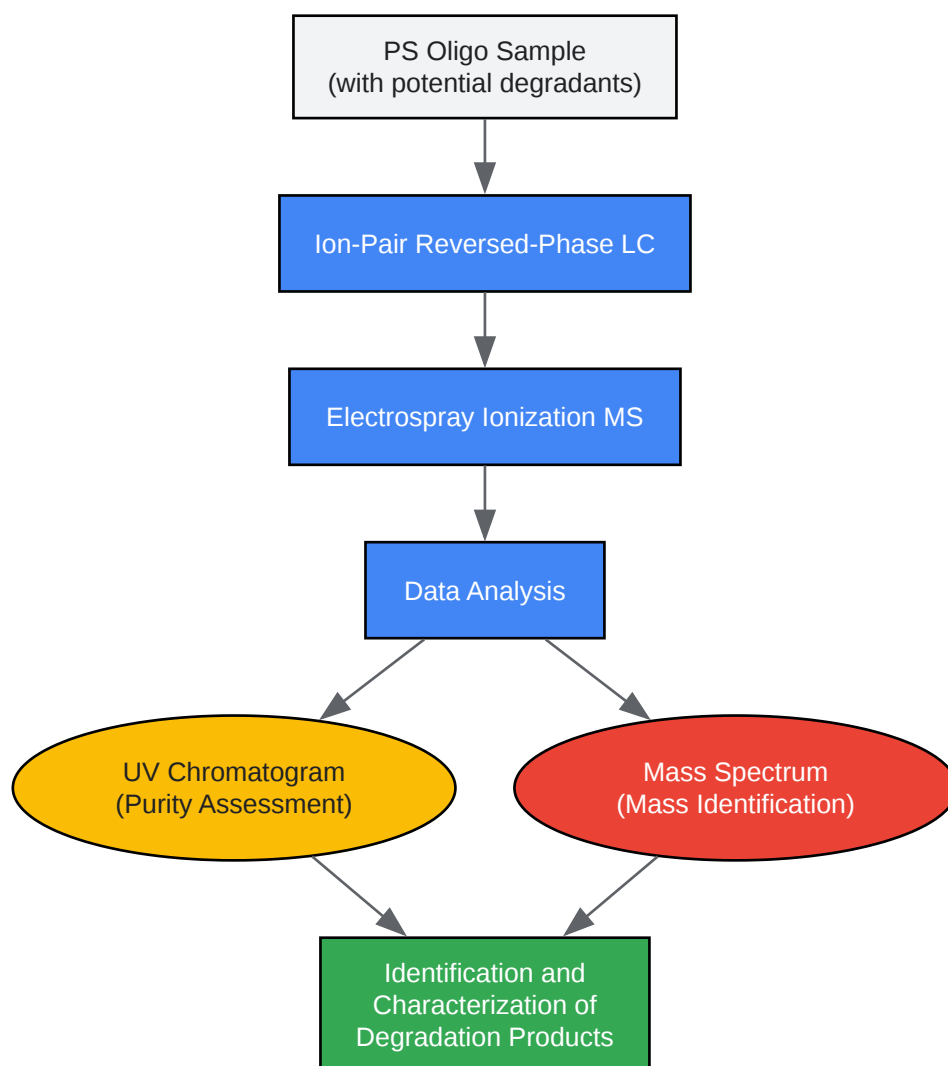 PS Oligo Sample
(with potential degradants)
Ion-Pair Reversed-Phase LC
Electrospray Ionization MS
Data Analysis
UV Chromatogram
(Purity Assessment)
Mass Spectrum
(Mass Identification)
Identification and
Characterization of
Degradation Products